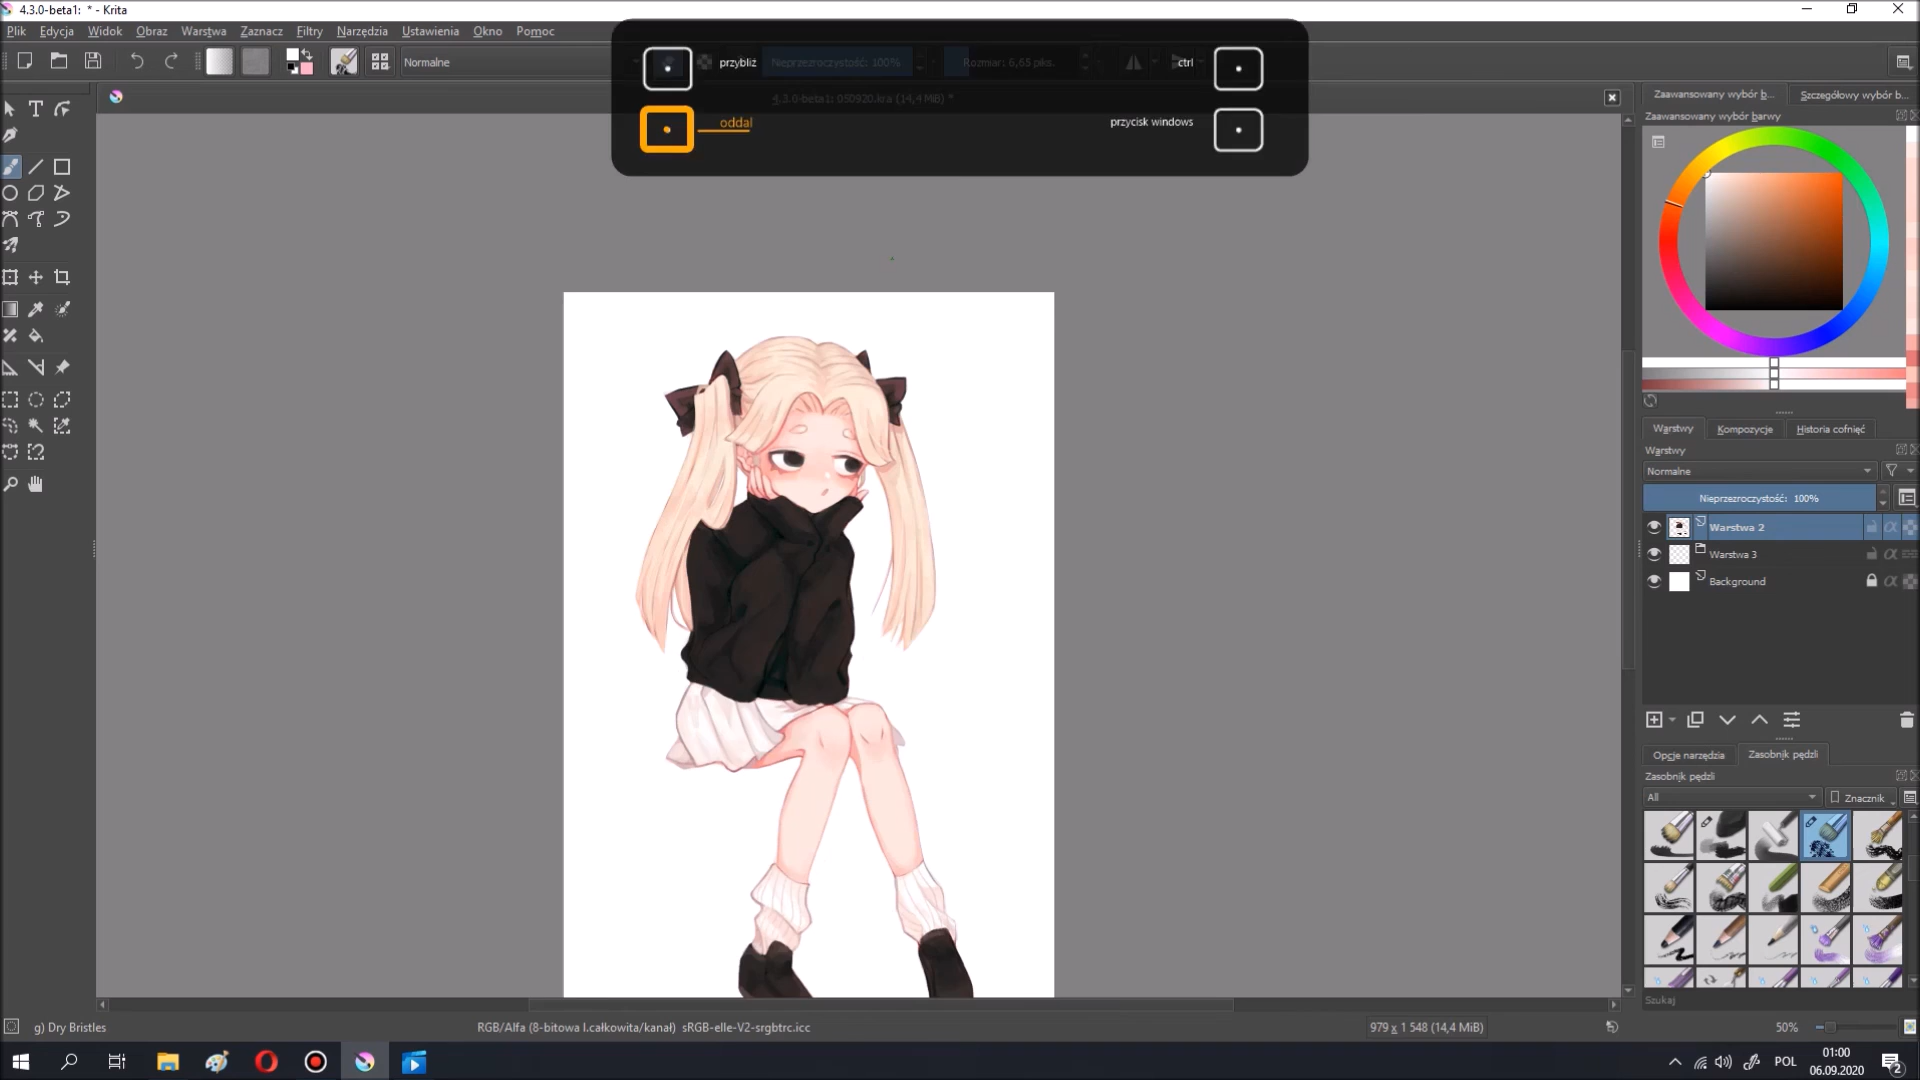 4.3.0-beta1: * - Krita
Plik Edycja Widok Obraz Warstwa Zaznacz Filtry Narzędzia Ustawienia Okno Pomoc
Normalne
przybliż
Nieprzezroczystość: 100%
Rozmiar: 6,65 piks.
ctrl
4.3.0-beta1: 050920.kra (14,4 MiB) *
oddal
przycisk windows
Zaawansowany wybór b...
Szczegółowy wybór b...
Zaawansowany wybór barwy
Warstwy
Kompozycje
Historia cofnięć
Warstwy
Normalne
Nieprzezroczystość: 100%
Warstwa 2
Warstwa 3
Background
Opcje narzędzia
Zasobnik pędzli
Zasobnik pędzli
All
Znacznik
Szukaj
g) Dry Bristles
RGB/Alfa (8-bitowa l.całkowita/kanał) sRGB-elle-V2-srgbtrc.icc
979 x 1 548 (14,4 MiB)
50%
POL
01:00
06.09.2020
2